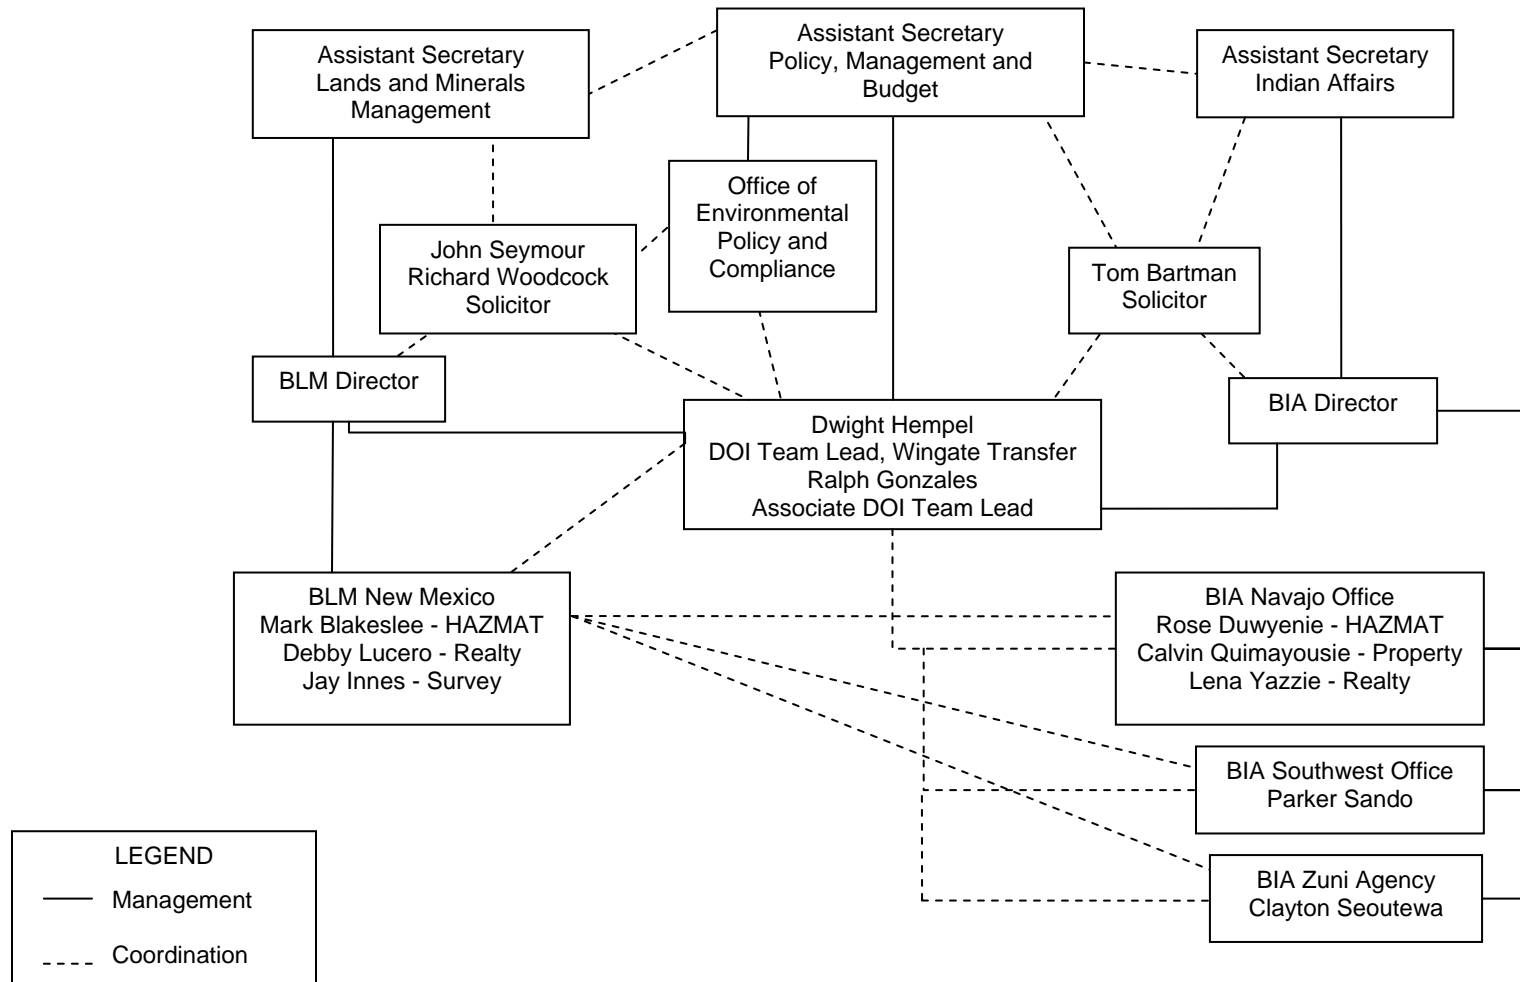 Assistant Secretary
Lands and Minerals
Management
Assistant Secretary
Policy, Management and
Budget
Assistant Secretary
Indian Affairs
Office of
Environmental
Policy and
Compliance
John Seymour
Richard Woodcock
Solicitor
Tom Bartman
Solicitor
BLM Director
BIA Director
Dwight Hempel
DOI Team Lead, Wingate Transfer
Ralph Gonzales
Associate DOI Team Lead
BLM New Mexico
Mark Blakeslee - HAZMAT
Debby Lucero - Realty
Jay Innes - Survey
BIA Navajo Office
Rose Duwyenie - HAZMAT
Calvin Quimayousie - Property
Lena Yazzie - Realty
BIA Southwest Office
Parker Sando
BIA Zuni Agency
Clayton Seoutewa
LEGEND
Management
Coordination